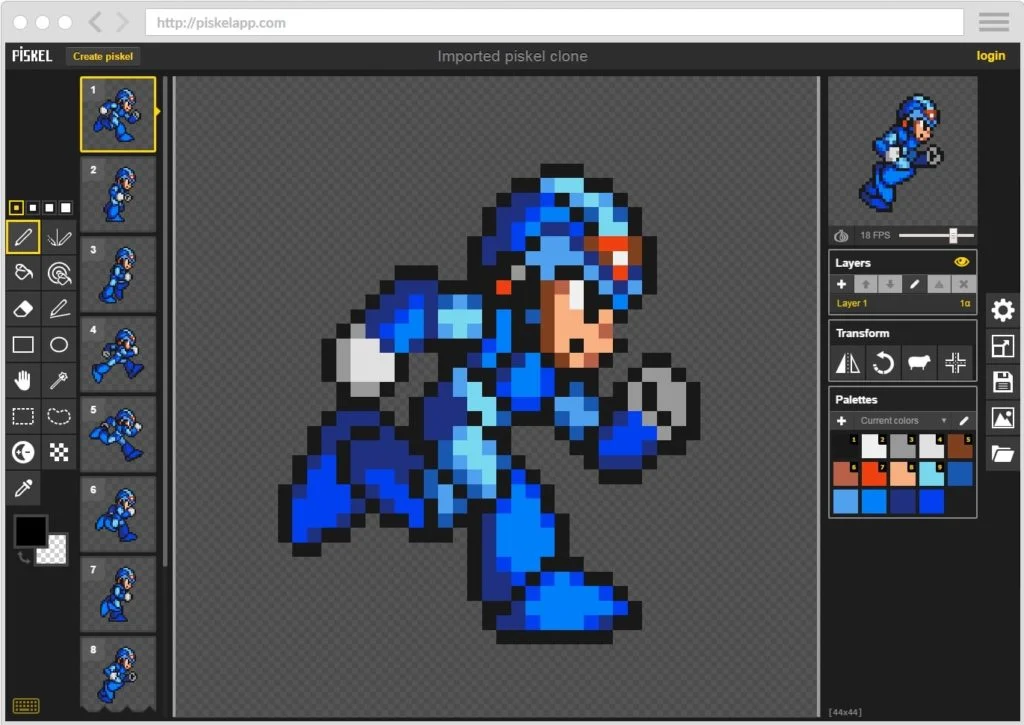 http://piskelapp.com
PISKEL
Create piskel
Imported piskel clone
login
1
2
3
4
5
6
7
8
18 FPS
Layers
Layer 1
1α
Transform
Palettes
Current colors
1 2 3 4 5
6 7 8 9
[44x44]